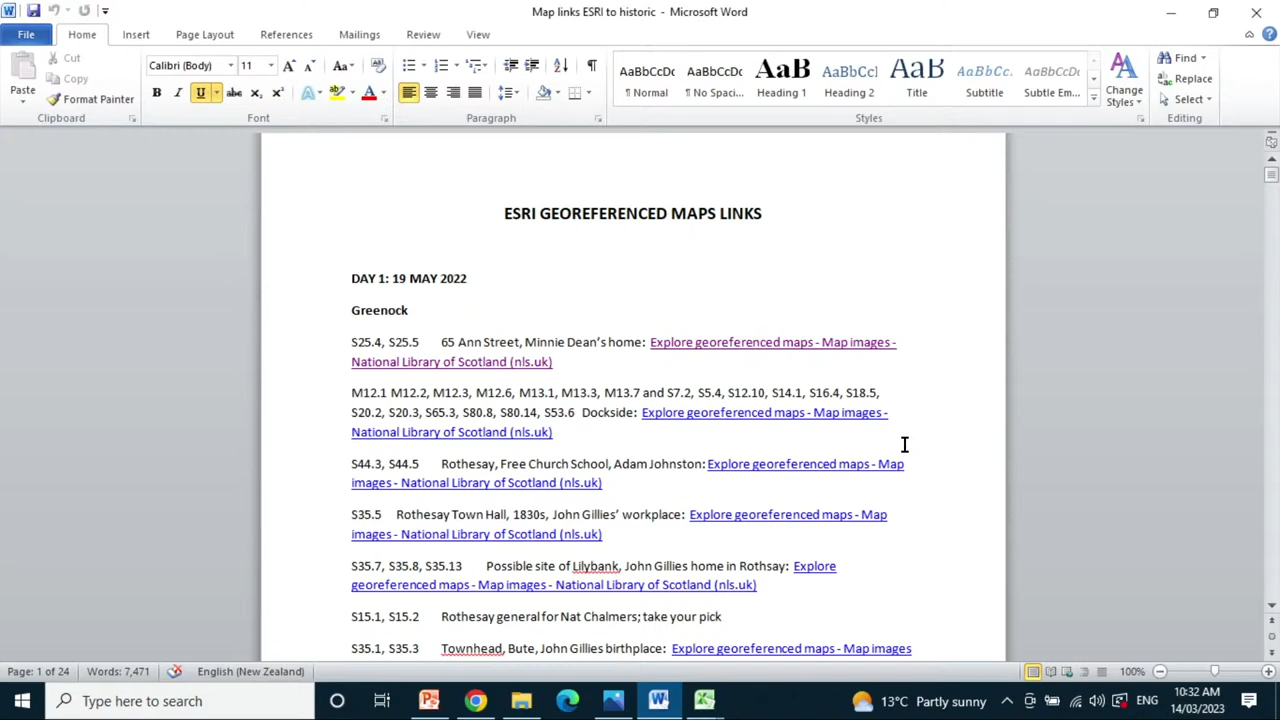 Map links ESRI to historic - Microsoft Word
File Home Insert Page Layout References Mailings Review View
Paste
Cut
Copy
Format Painter
Clipboard
Calibri (Body) 11
Font
Paragraph
AaBbCcDc ¶ Normal
AaBbCcDc ¶ No Spaci...
AaB Heading 1
AaBbCc Heading 2
AaB Title
AaBbCc. Subtitle
AaBbCcDc Subtle Em...
Change Styles
Styles
Find
Replace
Select
Editing
ESRI GEOREFERENCED MAPS LINKS
DAY 1: 19 MAY 2022
Greenock
S25.4, S25.5 65 Ann Street, Minnie Dean’s home: Explore georeferenced maps - Map images -
National Library of Scotland (nls.uk)
M12.1 M12.2, M12.3, M12.6, M13.1, M13.3, M13.7 and S7.2, S5.4, S12.10, S14.1, S16.4, S18.5,
S20.2, S20.3, S65.3, S80.8, S80.14, S53.6 Dockside: Explore georeferenced maps - Map images -
National Library of Scotland (nls.uk)
S44.3, S44.5 Rothesay, Free Church School, Adam Johnston: Explore georeferenced maps - Map
images - National Library of Scotland (nls.uk)
S35.5 Rothesay Town Hall, 1830s, John Gillies’ workplace: Explore georeferenced maps - Map
images - National Library of Scotland (nls.uk)
S35.7, S35.8, S35.13 Possible site of Lilybank, John Gillies home in Rothsay: Explore
georeferenced maps - Map images - National Library of Scotland (nls.uk)
S15.1, S15.2 Rothesay general for Nat Chalmers; take your pick
S35.1, S35.3 Townhead, Bute, John Gillies birthplace: Explore georeferenced maps - Map images
Page: 1 of 24 Words: 7,471 English (New Zealand) 100%
Type here to search
13°C Partly sunny
ENG
10:32 AM
14/03/2023